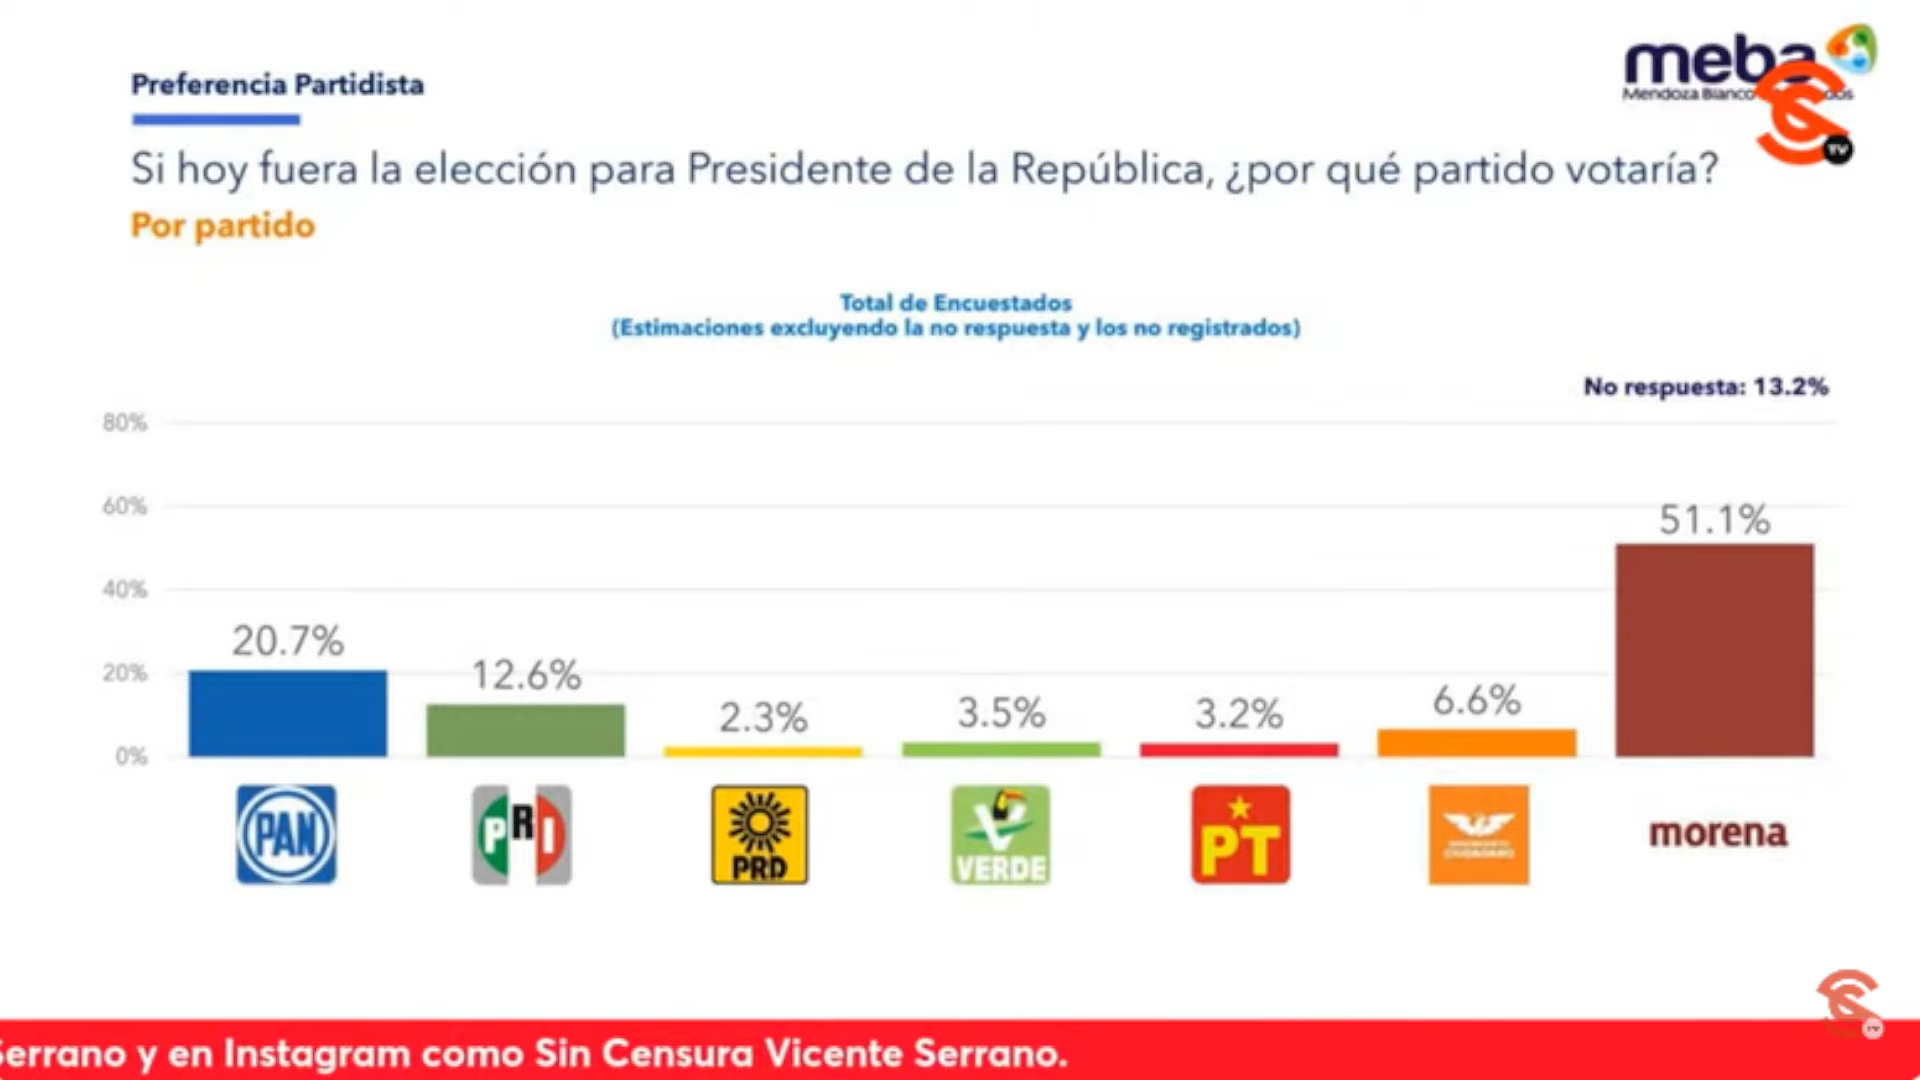 meba
Mendoza Blanco
Preferencia Partidista
Si hoy fuera la elección para Presidente de la República, ¿por qué partido votaría?
Por partido
TV
Total de Encuestados
(Estimaciones excluyendo la no respuesta y los no registrados)
No respuesta: 13.2%
80%
60%
40%
20%
0%
20.7%
12.6%
2.3%
3.5%
3.2%
6.6%
51.1%
PAN
PRI
PRD
VERDE
PT
CIUDADANO
morena
TV
Serrano y en Instagram como Sin Censura Vicente Serrano.